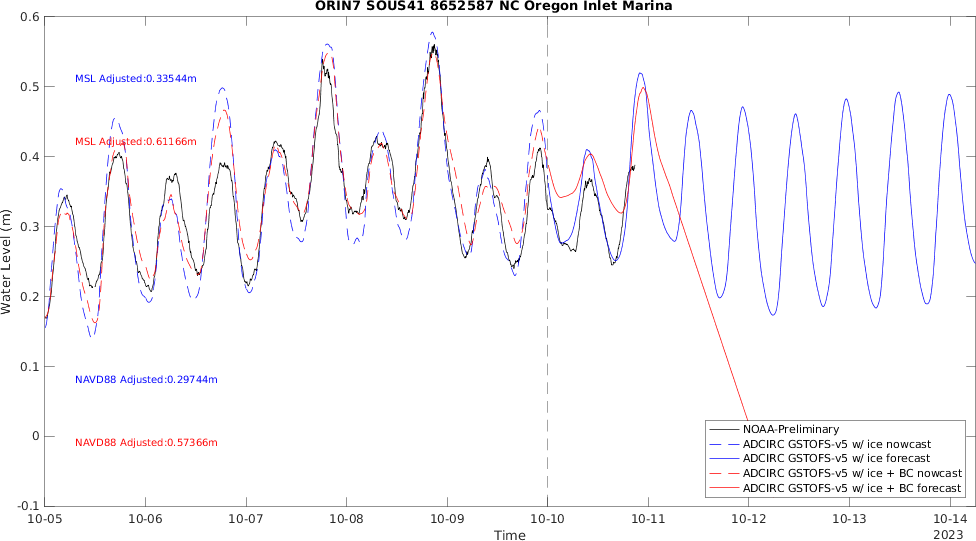 ORIN7 SOUS41 8652587 NC Oregon Inlet Marina
0.6
0.5
0.4
0.3
0.2
0.1
0
-0.1
Water Level (m)
MSL Adjusted:0.33544m
MSL Adjusted:0.61166m
NAVD88 Adjusted:0.29744m
NAVD88 Adjusted:0.57366m
NOAA-Preliminary
ADCIRC GSTOFS-v5 w/ ice nowcast
ADCIRC GSTOFS-v5 w/ ice forecast
ADCIRC GSTOFS-v5 w/ ice + BC nowcast
ADCIRC GSTOFS-v5 w/ ice + BC forecast
10-05 10-06 10-07 10-08 10-09 10-10 10-11 10-12 10-13 10-14
Time
2023